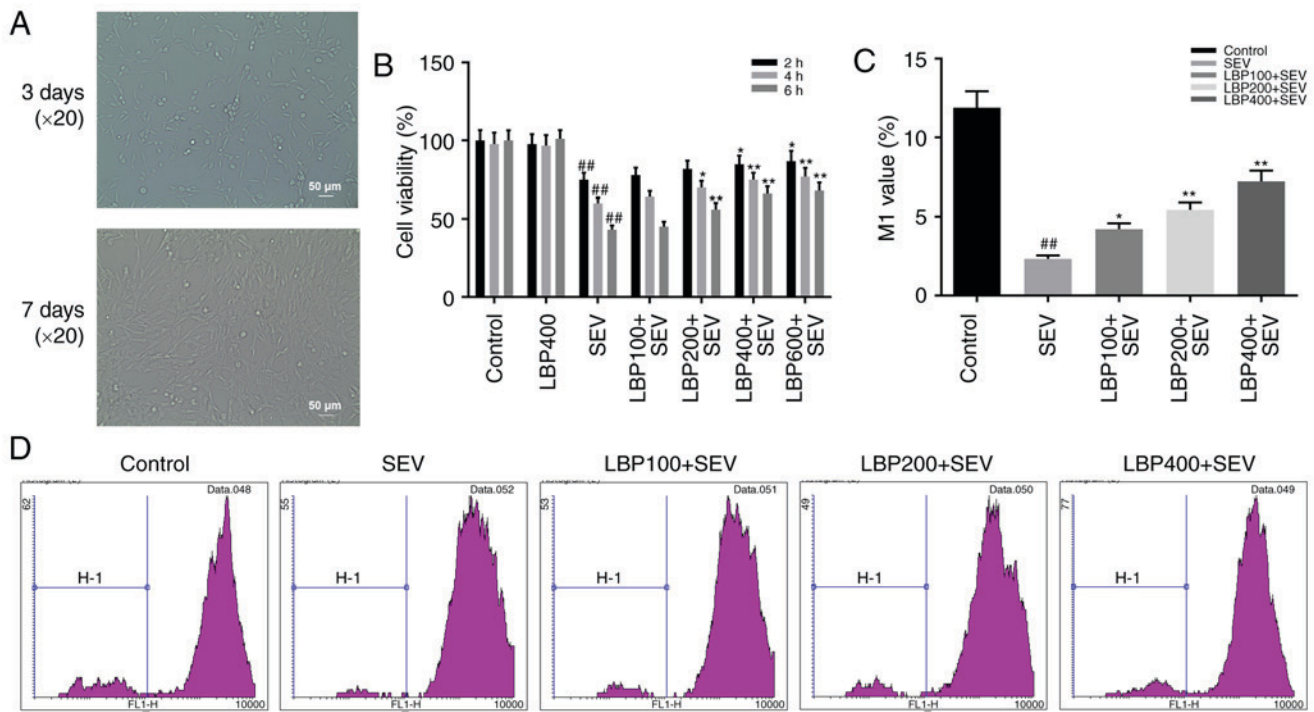 A
3 days
(×20)
50 µm
7 days
(×20)
50 µm
B
Cell viability (%)
150
100
50
0
2 h
4 h
6 h
##
##
##
*
**
*
**
**
*
**
**
Control
LBP400
SEV
LBP100+
SEV
LBP200+
SEV
LBP400+
SEV
LBP600+
SEV
C
M1 value (%)
15
10
5
0
Control
SEV
LBP100+SEV
LBP200+SEV
LBP400+SEV
##
*
**
**
Control
SEV
LBP100+
SEV
LBP200+
SEV
LBP400+
SEV
D
Control
Data.048
62
H-1
FL1-H
10000
SEV
Data.052
55
H-1
FL1-H
10000
LBP100+SEV
Data.051
53
H-1
FL1-H
10000
LBP200+SEV
Data.050
49
H-1
FL1-H
10000
LBP400+SEV
Data.049
77
H-1
FL1-H
10000